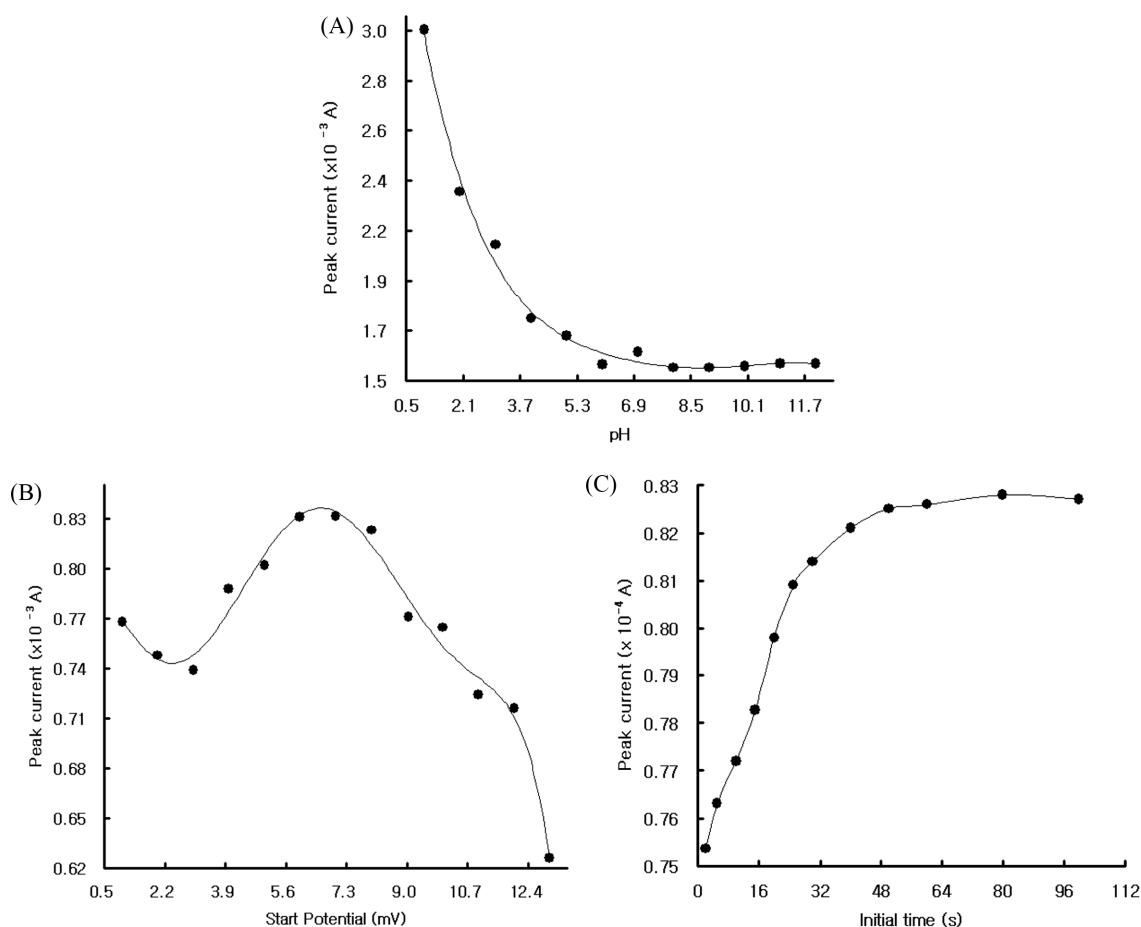 (A)
Peak current (x10⁻³ A)
3.0
2.8
2.6
2.4
2.2
1.9
1.7
1.5
0.5 2.1 3.7 5.3 6.9 8.5 10.1 11.7
pH
(B)
Peak current (x10⁻³ A)
0.83
0.80
0.77
0.74
0.71
0.68
0.65
0.62
0.5 2.2 3.9 5.6 7.3 9.0 10.7 12.4
Start Potential (mV)
(C)
Peak current (x 10⁻⁴ A)
0.83
0.82
0.81
0.80
0.79
0.78
0.77
0.76
0.75
0 16 32 48 64 80 96 112
Initial time (s)